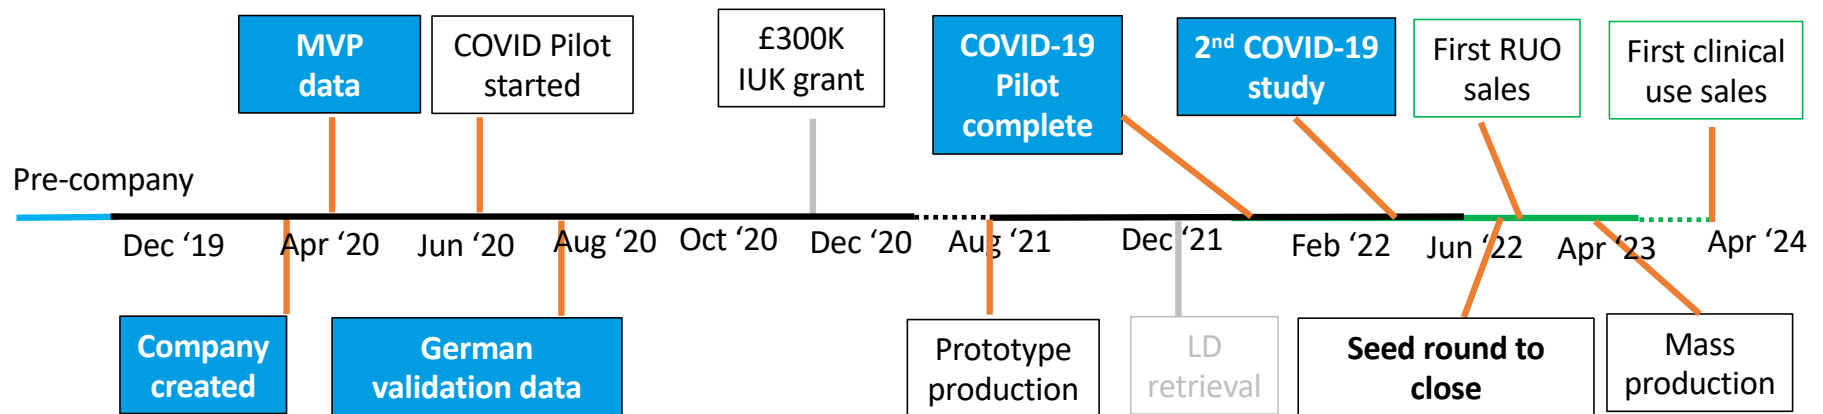 MVP
data
COVID Pilot
started
£300K
IUK grant
COVID-19
Pilot
complete
2nd COVID-19
study
First RUO
sales
First clinical
use sales
Pre-company
Dec ‘19
Apr ‘20
Jun ‘20
Aug ‘20
Oct ‘20
Dec ‘20
Aug ‘21
Dec ‘21
Feb ‘22
Jun ‘22
Apr ‘23
Apr ‘24
Company
created
German
validation data
Prototype
production
LD
retrieval
Seed round to
close
Mass
production